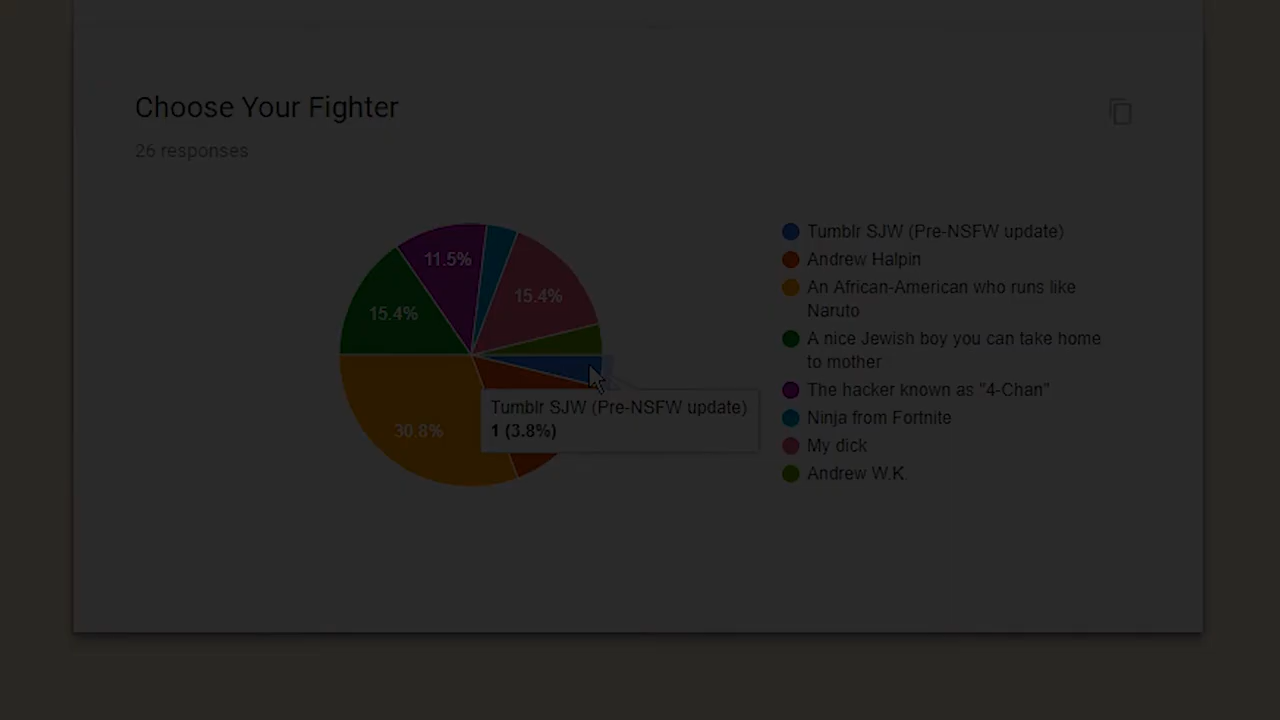 Choose Your Fighter
26 responses
11.5%
15.4%
15.4%
30.8%
Tumblr SJW (Pre-NSFW update)
1 (3.8%)
Tumblr SJW (Pre-NSFW update)
Andrew Halpin
An African-American who runs like
Naruto
A nice Jewish boy you can take home
to mother
The hacker known as "4-Chan"
Ninja from Fortnite
My dick
Andrew W.K.